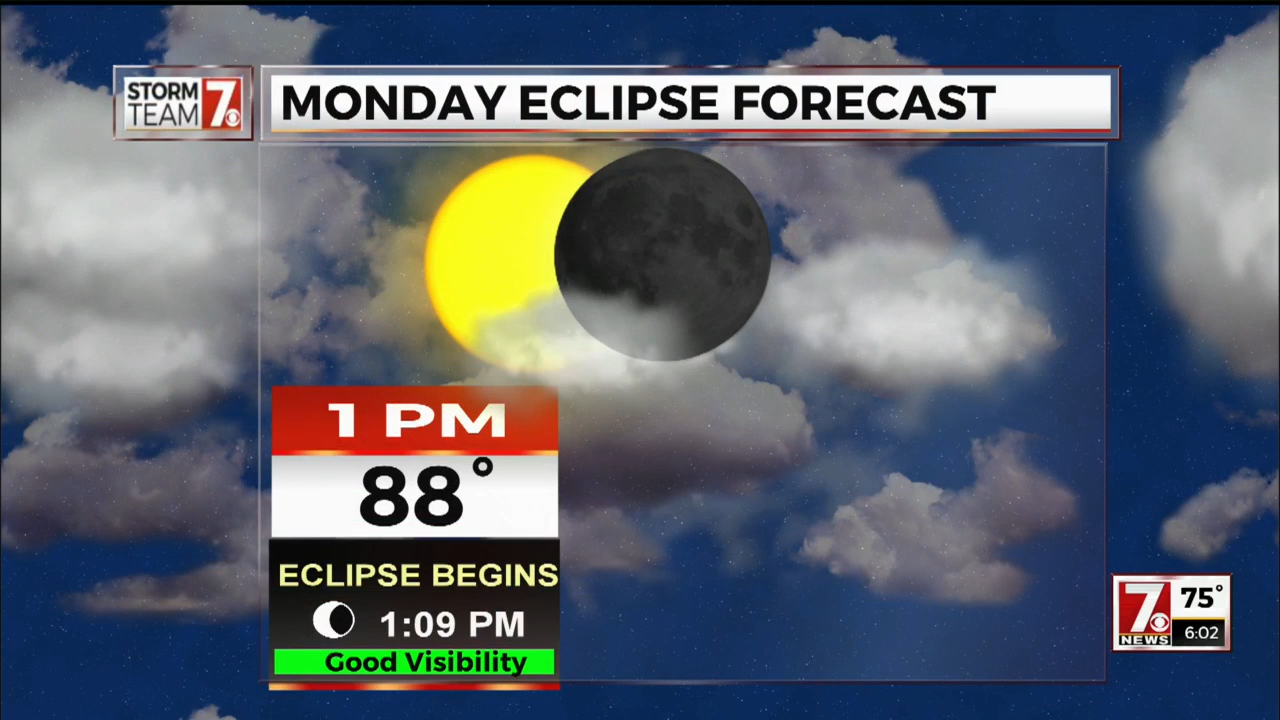 STORM
TEAM 7
MONDAY ECLIPSE FORECAST
1 PM
88°
ECLIPSE BEGINS
1:09 PM
Good Visibility
7
NEWS
75°
6:02